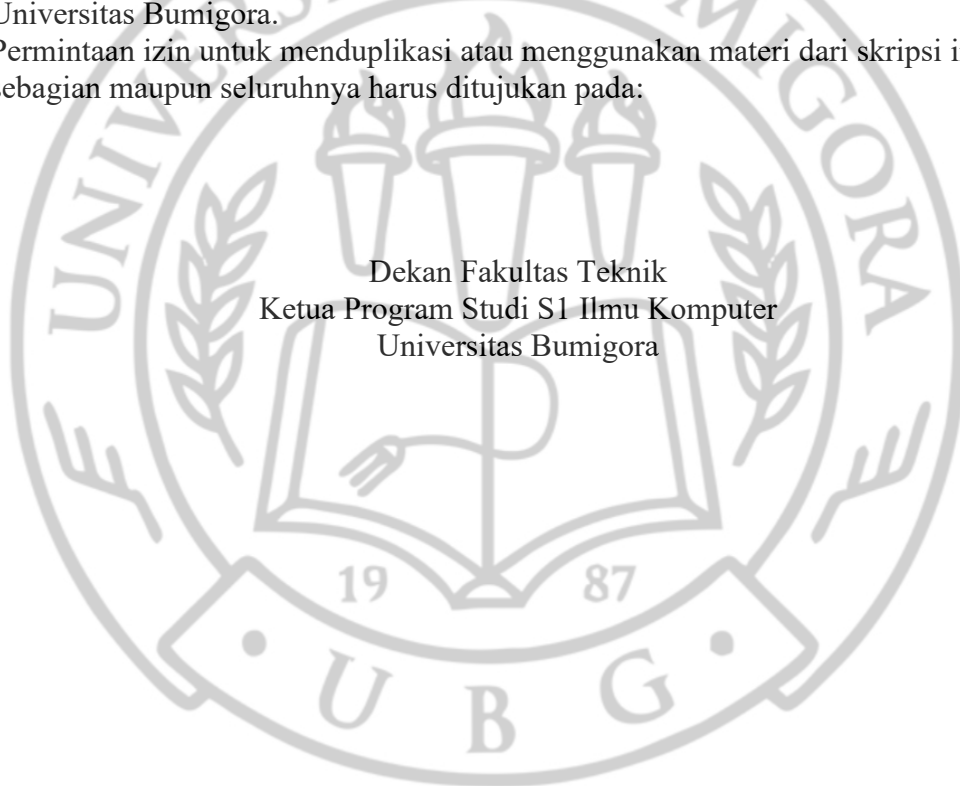 Universitas Bumigora.
Permintaan izin untuk menduplikasi atau menggunakan materi dari skripsi
sebagian maupun seluruhnya harus ditujukan pada:
Dekan Fakultas Teknik
Ketua Program Studi S1 Ilmu Komputer
Universitas Bumigora
19 87
U B G